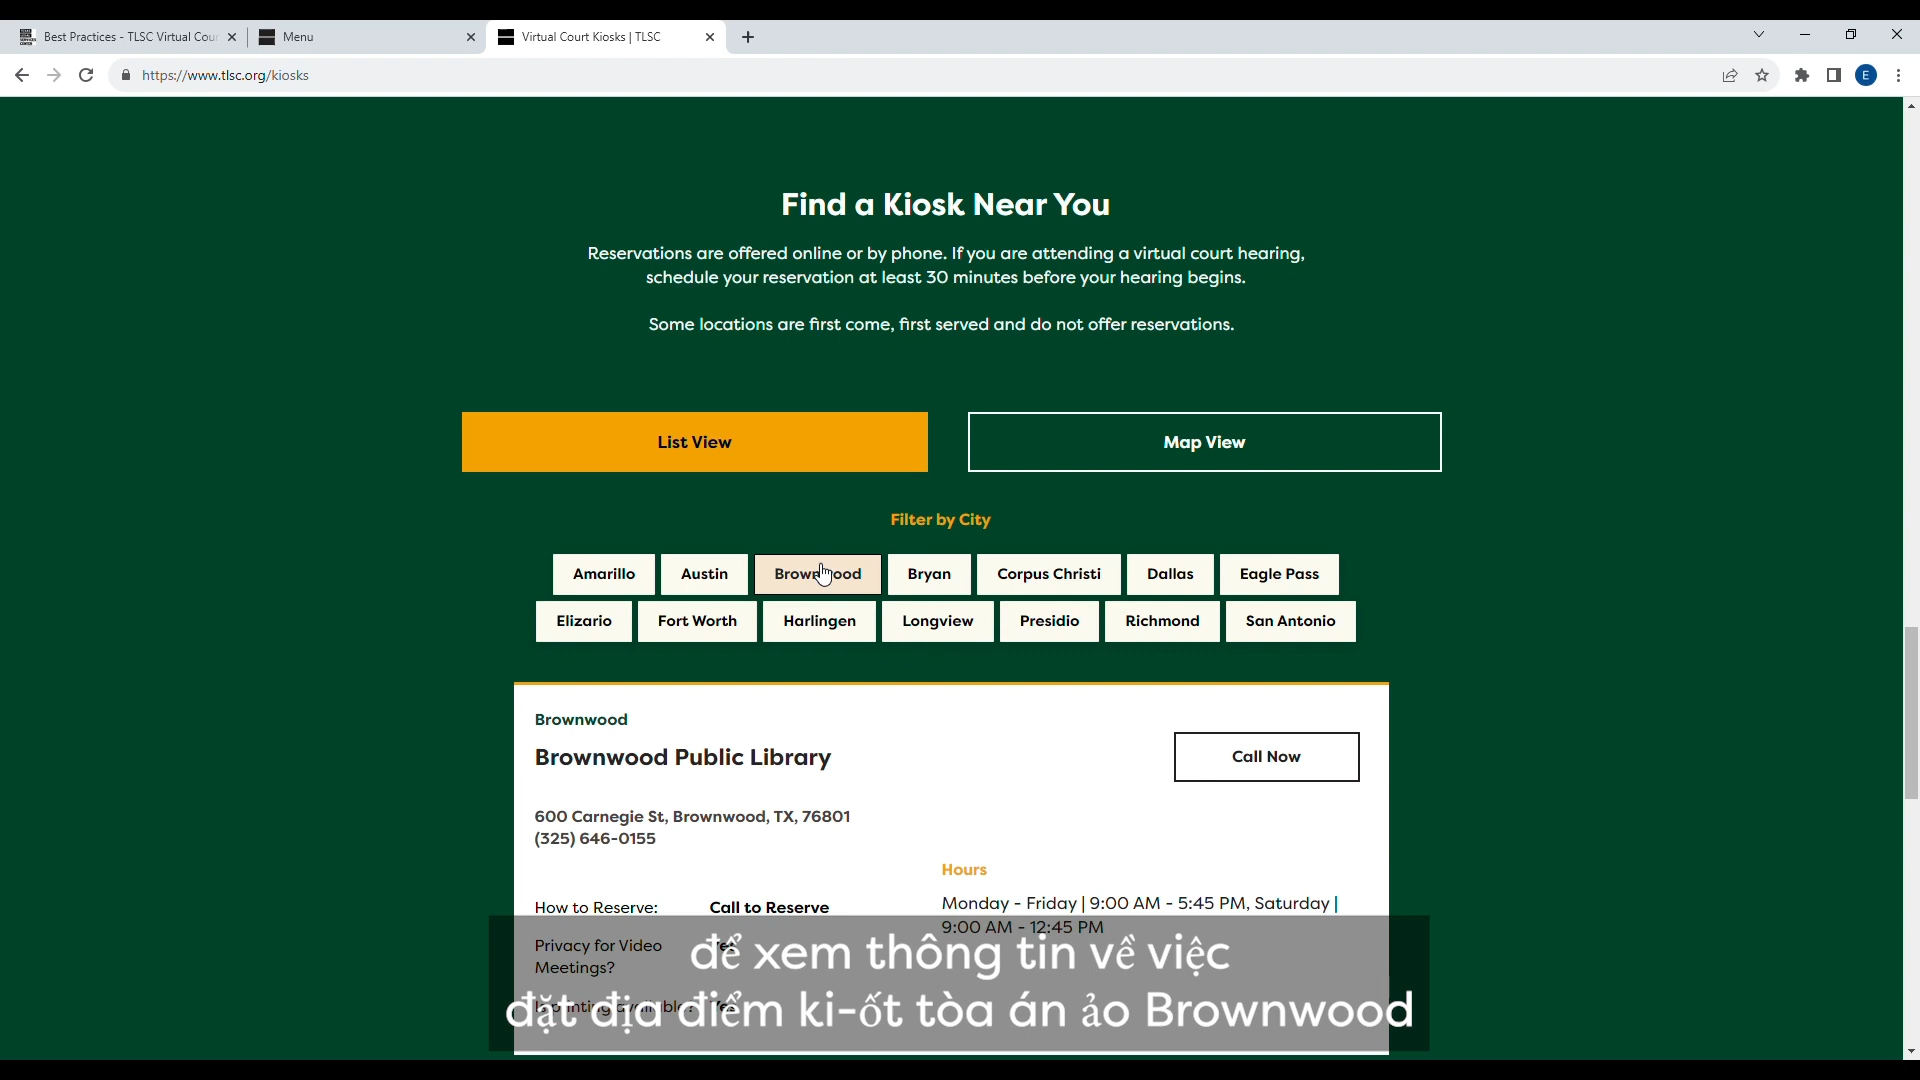 Best Practices - TLSC Virtual Cour
Menu
Virtual Court Kiosks | TLSC
https://www.tlsc.org/kiosks
E
Find a Kiosk Near You
Reservations are offered online or by phone. If you are attending a virtual court hearing,
schedule your reservation at least 30 minutes before your hearing begins.
Some locations are first come, first served and do not offer reservations.
List View
Map View
Filter by City
Amarillo
Austin
Brownwood
Bryan
Corpus Christi
Dallas
Eagle Pass
Elizario
Fort Worth
Harlingen
Longview
Presidio
Richmond
San Antonio
Brownwood
Brownwood Public Library
Call Now
600 Carnegie St, Brownwood, TX, 76801
(325) 646-0155
Hours
How to Reserve:
Call to Reserve
Monday - Friday | 9:00 AM - 5:45 PM, Saturday |
9:00 AM - 12:45 PM
Privacy for Video
Meetings?
Yes
Is printing available?
Yes
để xem thông tin về việc
đặt địa điểm ki-ốt tòa án ảo Brownwood